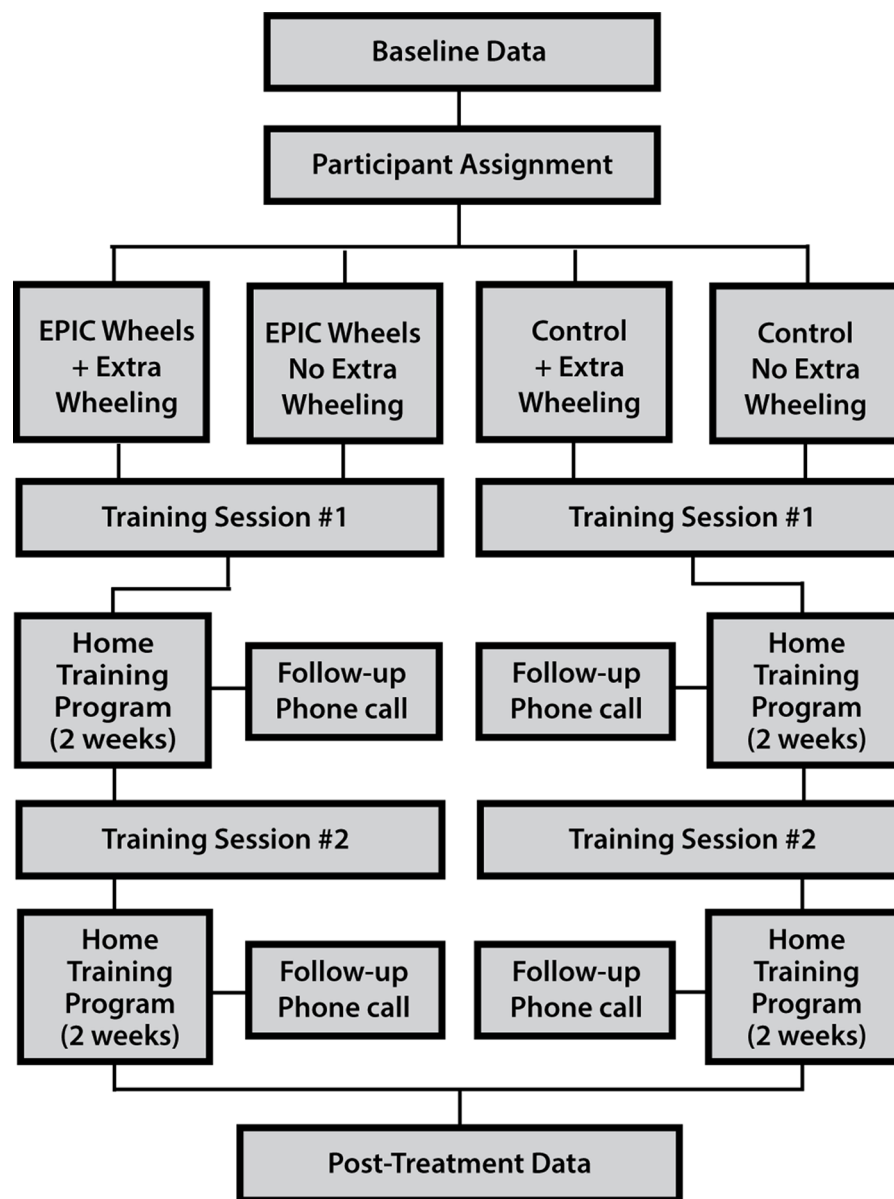 Baseline Data
Participant Assignment
EPIC Wheels
+ Extra
Wheeling
EPIC Wheels
No Extra
Wheeling
Control
+ Extra
Wheeling
Control
No Extra
Wheeling
Training Session #1
Training Session #1
Home
Training
Program
(2 weeks)
Follow-up
Phone call
Follow-up
Phone call
Home
Training
Program
(2 weeks)
Training Session #2
Training Session #2
Home
Training
Program
(2 weeks)
Follow-up
Phone call
Follow-up
Phone call
Home
Training
Program
(2 weeks)
Post-Treatment Data